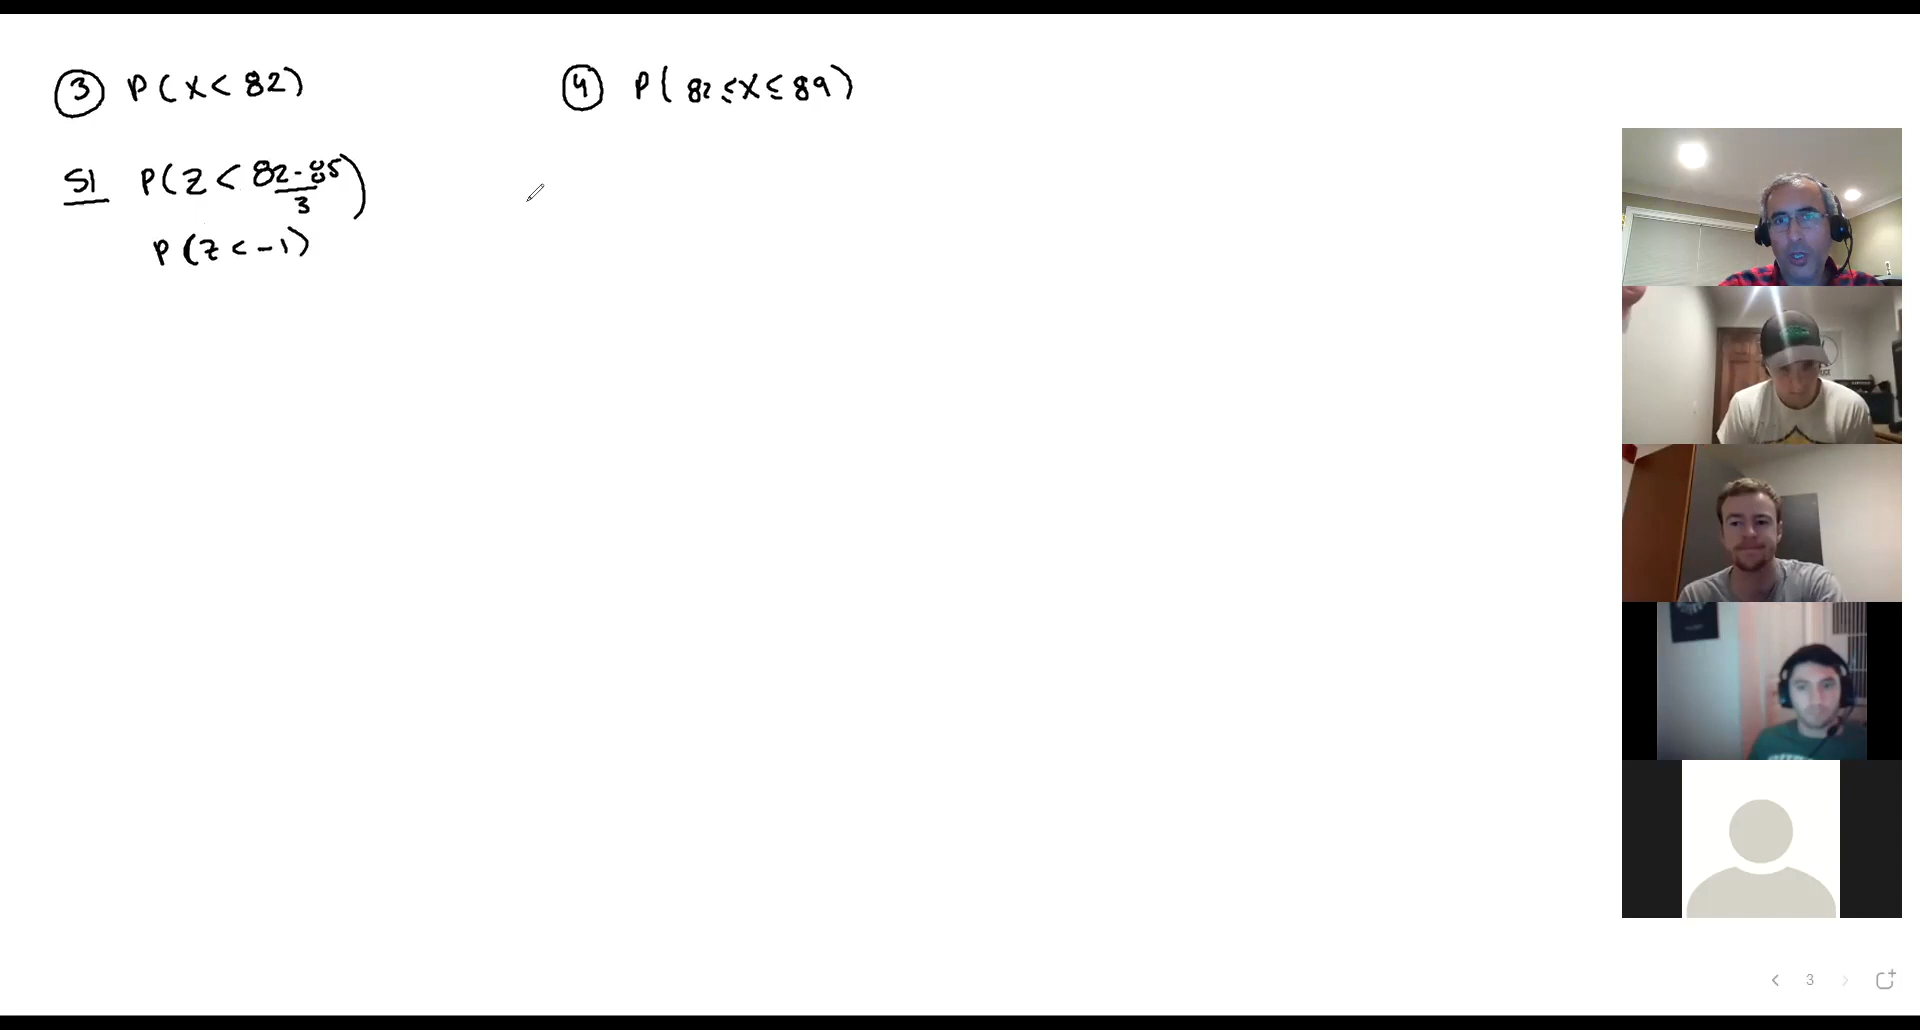 ③ P(X < 82)
S1 P(Z < (82-85)/3)
P(Z < -1)
④ P(82 ≤ X ≤ 89)
3